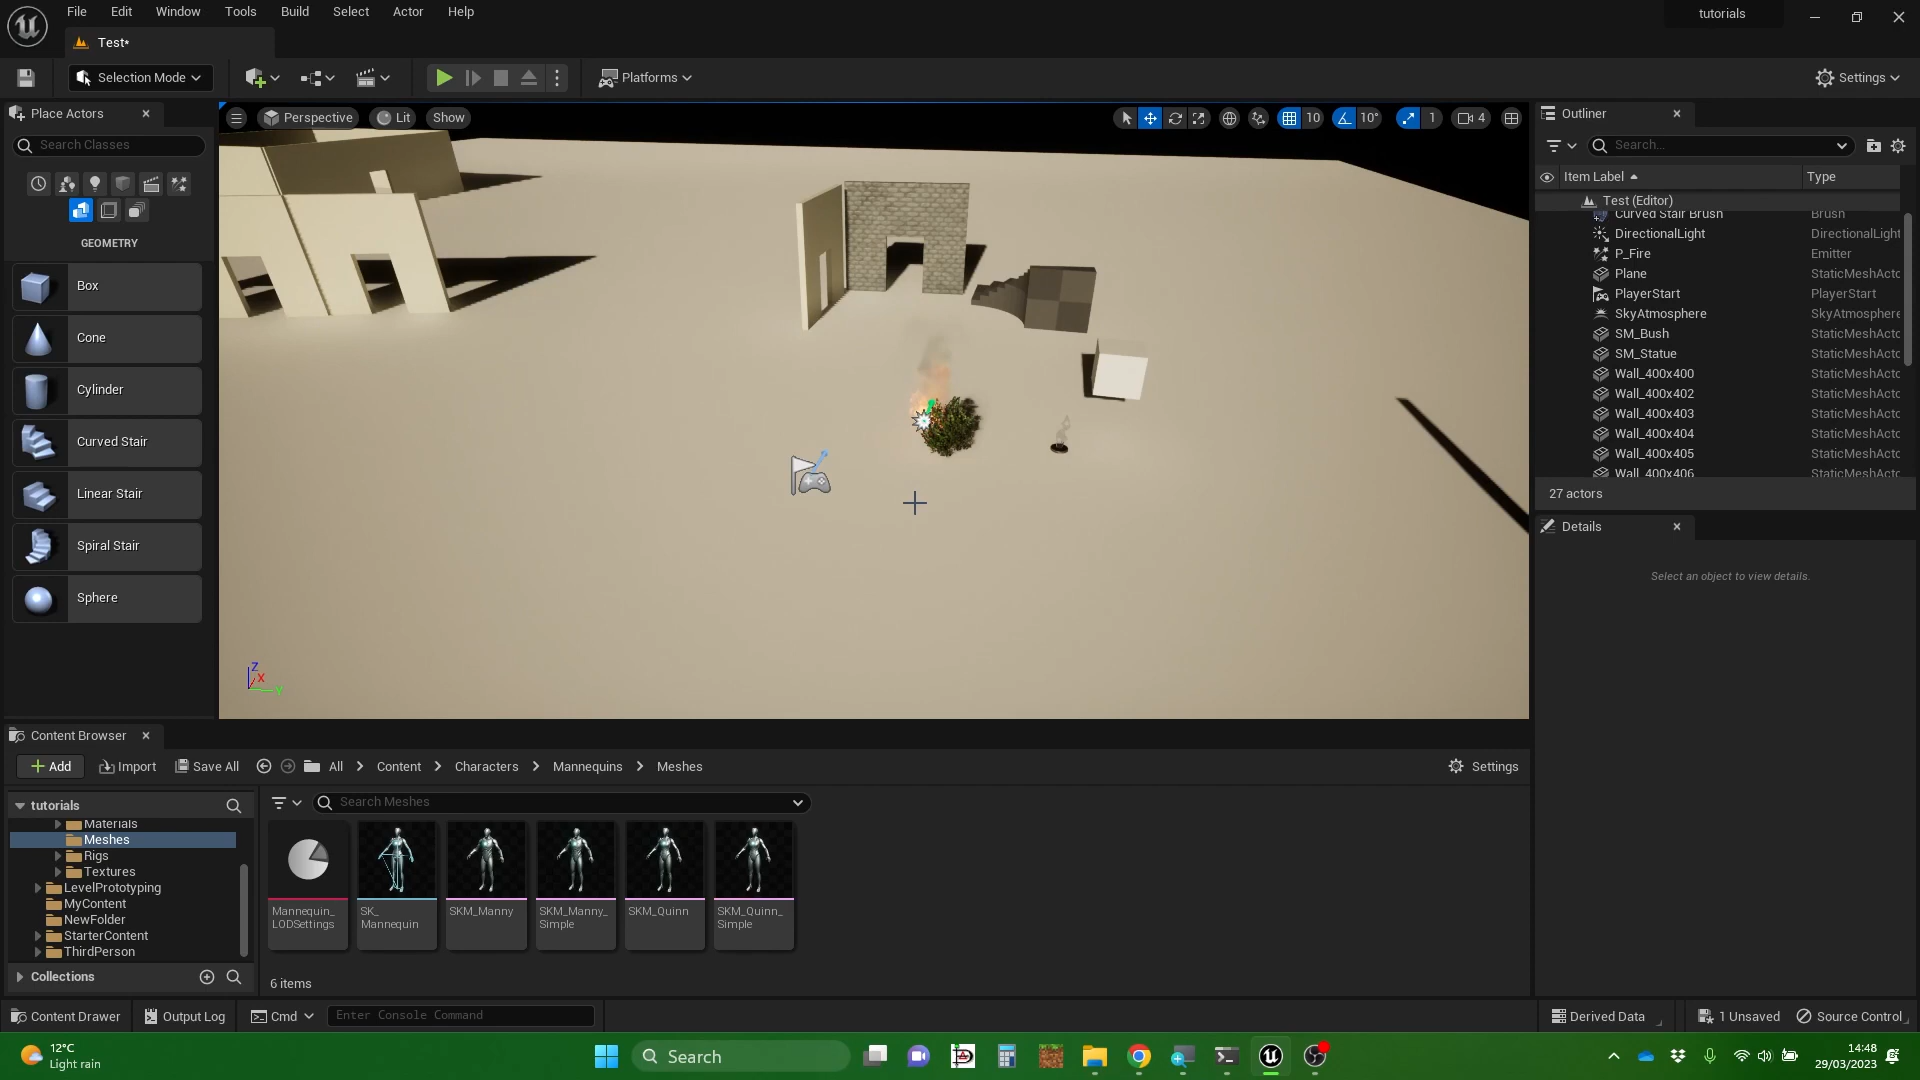 File Edit Window Tools Build Select Actor Help
tutorials
Test*
Selection Mode
Platforms
Settings
Place Actors
Search Classes
GEOMETRY
Box
Cone
Cylinder
Curved Stair
Linear Stair
Spiral Stair
Sphere
Perspective Lit Show
10 10° 1 4
Z
X
Y
Outliner
Search...
Item Label Type
Test (Editor)
Curved Stair Brush Brush
DirectionalLight DirectionalLight
P_Fire Emitter
Plane StaticMeshActo
PlayerStart PlayerStart
SkyAtmosphere SkyAtmosphere
SM_Bush StaticMeshActo
SM_Statue StaticMeshActo
Wall_400x400 StaticMeshActo
Wall_400x402 StaticMeshActo
Wall_400x403 StaticMeshActo
Wall_400x404 StaticMeshActo
Wall_400x405 StaticMeshActo
Wall_400x406 StaticMeshActo
27 actors
Details
Select an object to view details.
Content Browser
Add Import Save All All Content Characters Mannequins Meshes Settings
tutorials
Materials
Meshes
Rigs
Textures
LevelPrototyping
MyContent
NewFolder
StarterContent
ThirdPerson
Collections
Search Meshes
Mannequin_
LODSettings
SK_
Mannequin
SKM_Manny
SKM_Manny_
Simple
SKM_Quinn
SKM_Quinn_
Simple
6 items
Content Drawer Output Log Cmd Enter Console Command Derived Data 1 Unsaved Source Control
12°C
Light rain
Search
14:48
29/03/2023